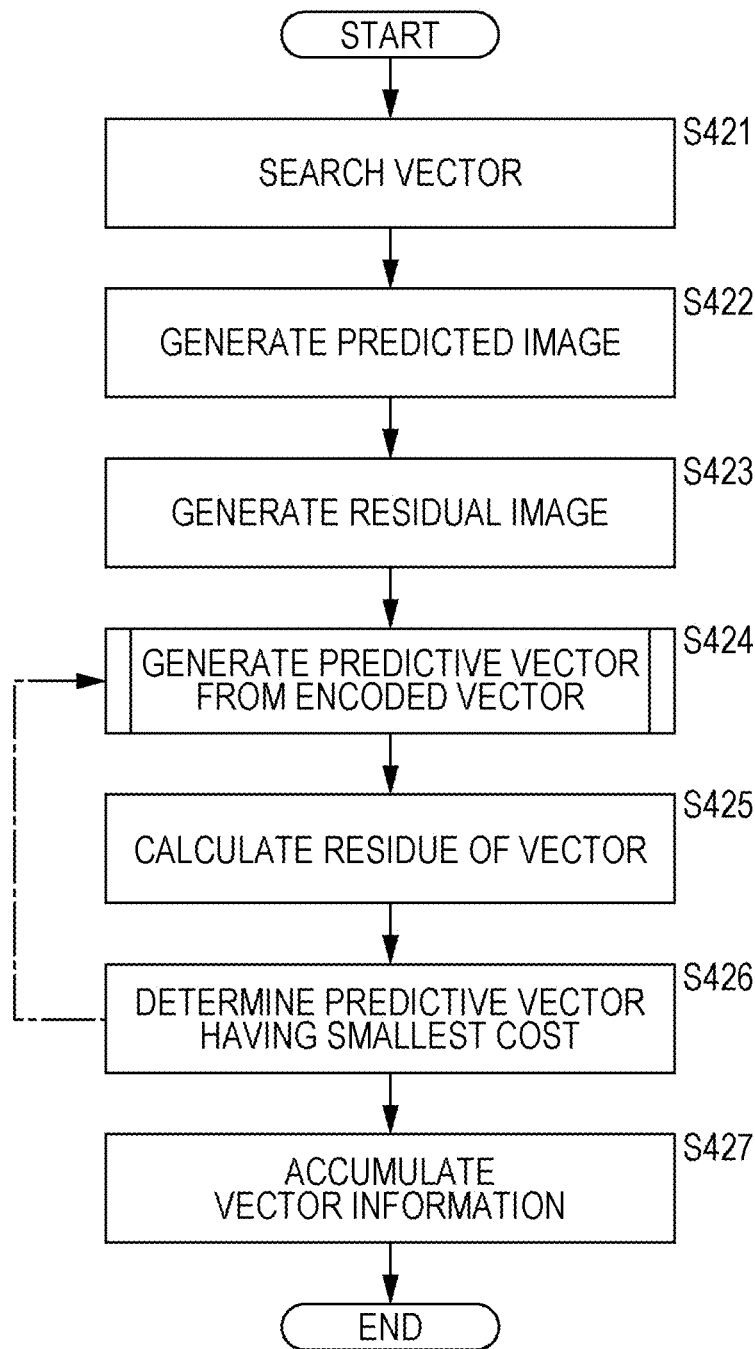 START
S421
SEARCH VECTOR
S422
GENERATE PREDICTED IMAGE
S423
GENERATE RESIDUAL IMAGE
S424
GENERATE PREDICTIVE VECTOR
FROM ENCODED VECTOR
S425
CALCULATE RESIDUE OF VECTOR
S426
DETERMINE PREDICTIVE VECTOR
HAVING SMALLEST COST
S427
ACCUMULATE
VECTOR INFORMATION
END